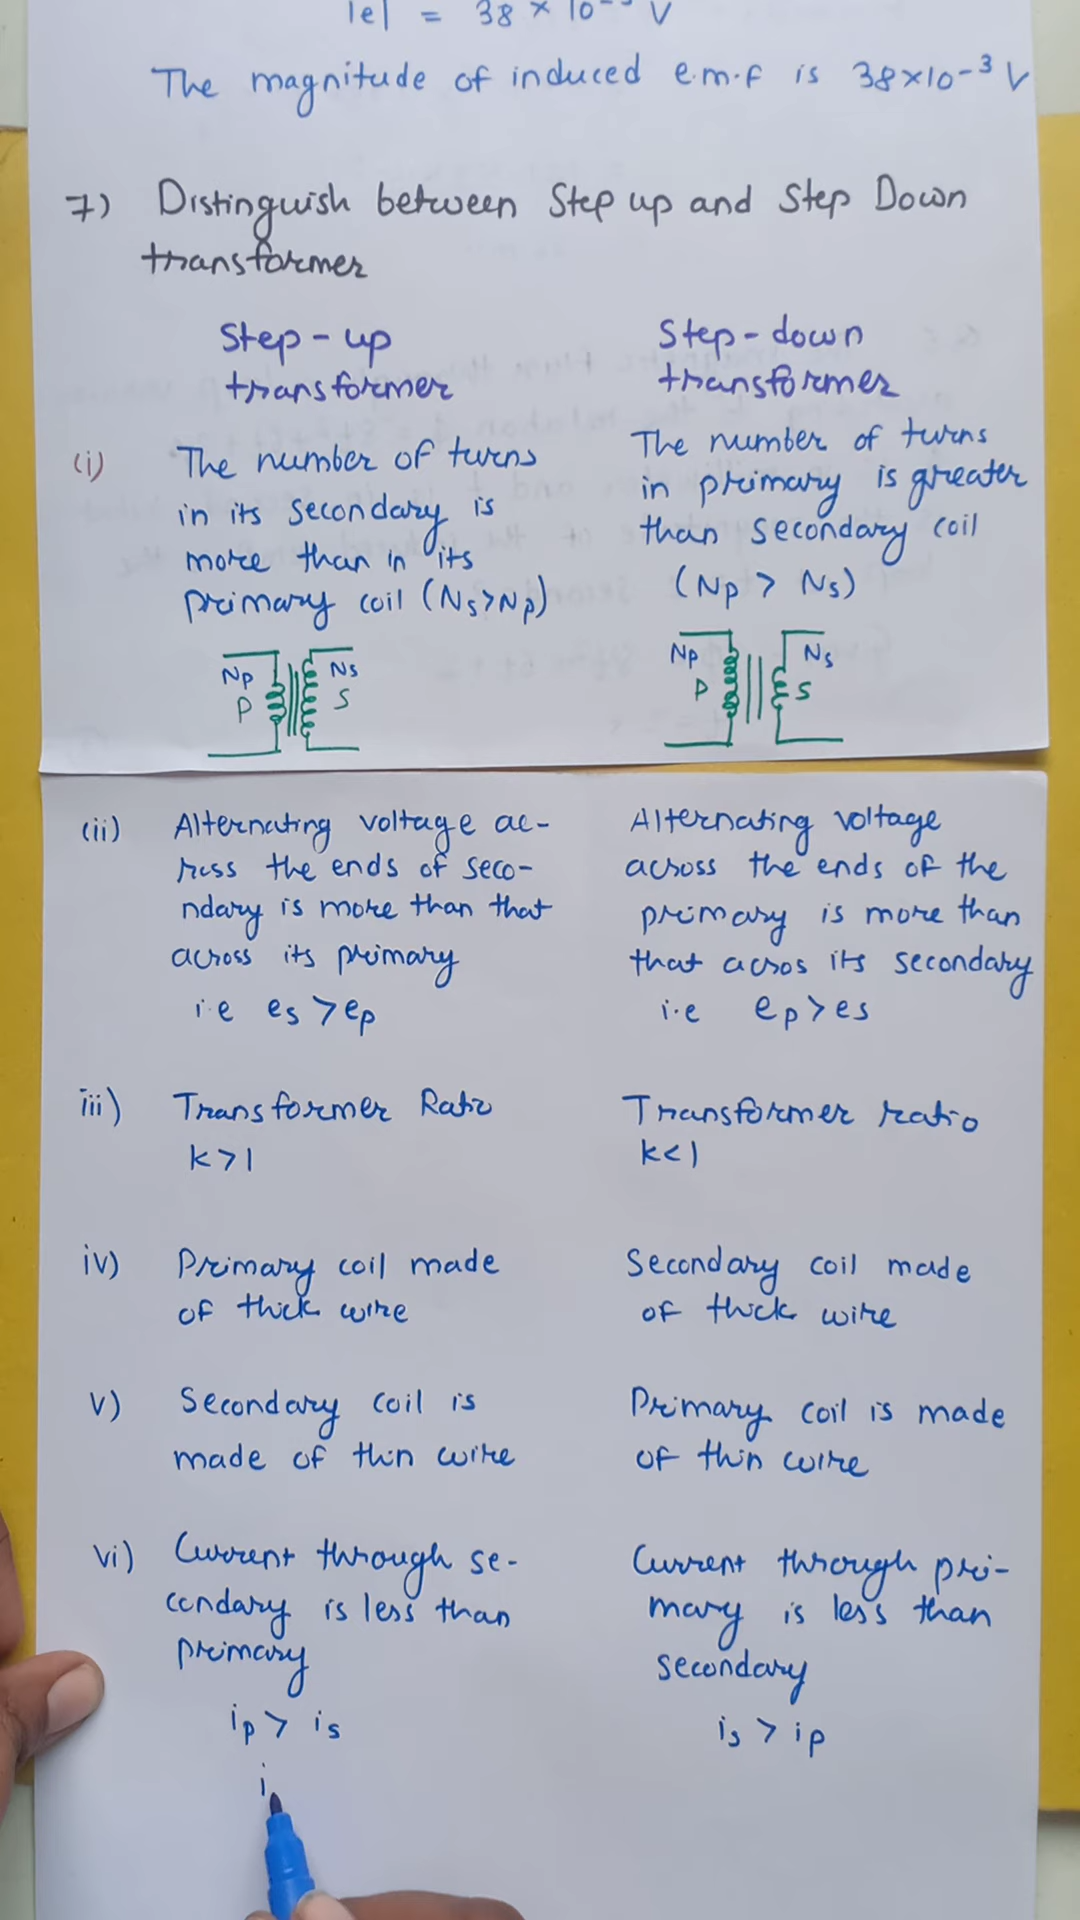 |e| = 38 × 10⁻³ V
The magnitude of induced e.m.f is 38×10⁻³ V
7) Distinguish between Step up and Step Down
transformer
Step-up
transformer
(i) The number of turns
in its secondary is
more than in its
primary coil (Ns>Np)
Np
P
Ns
S
Step-down
transformer
The number of turns
in primary is greater
than secondary coil
(Np > Ns)
Np
P
Ns
S
(ii) Alternating voltage ac-
ross the ends of seco-
ndary is more than that
across its primary
i.e es > ep
Alternating voltage
across the ends of the
primary is more than
that acros its secondary
i.e ep > es
iii) Transformer Ratio
k > 1
Transformer ratio
k < 1
iv) Primary coil made
of thick wire
Secondary coil made
of thick wire
v) Secondary coil is
made of thin wire
Primary coil is made
of thin wire
vi) Current through se-
condary is less than
primary
ip > is
i
Current through pri-
mary is less than
secondary
is > ip